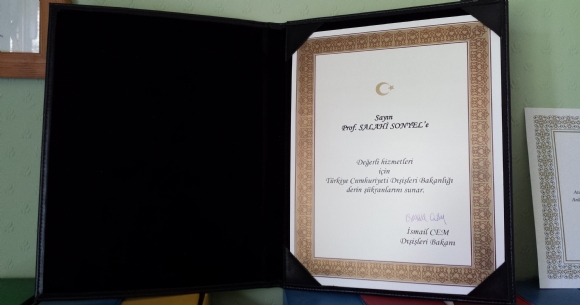 Sayın
Prof. SALAHİ SONYEL'e
Değerli hizmetleri
için
Türkiye Cumhuriyeti Dışişleri Bakanlığı
derin şükranlarını sunar.
İsmail CEM
Dışişleri Bakanı